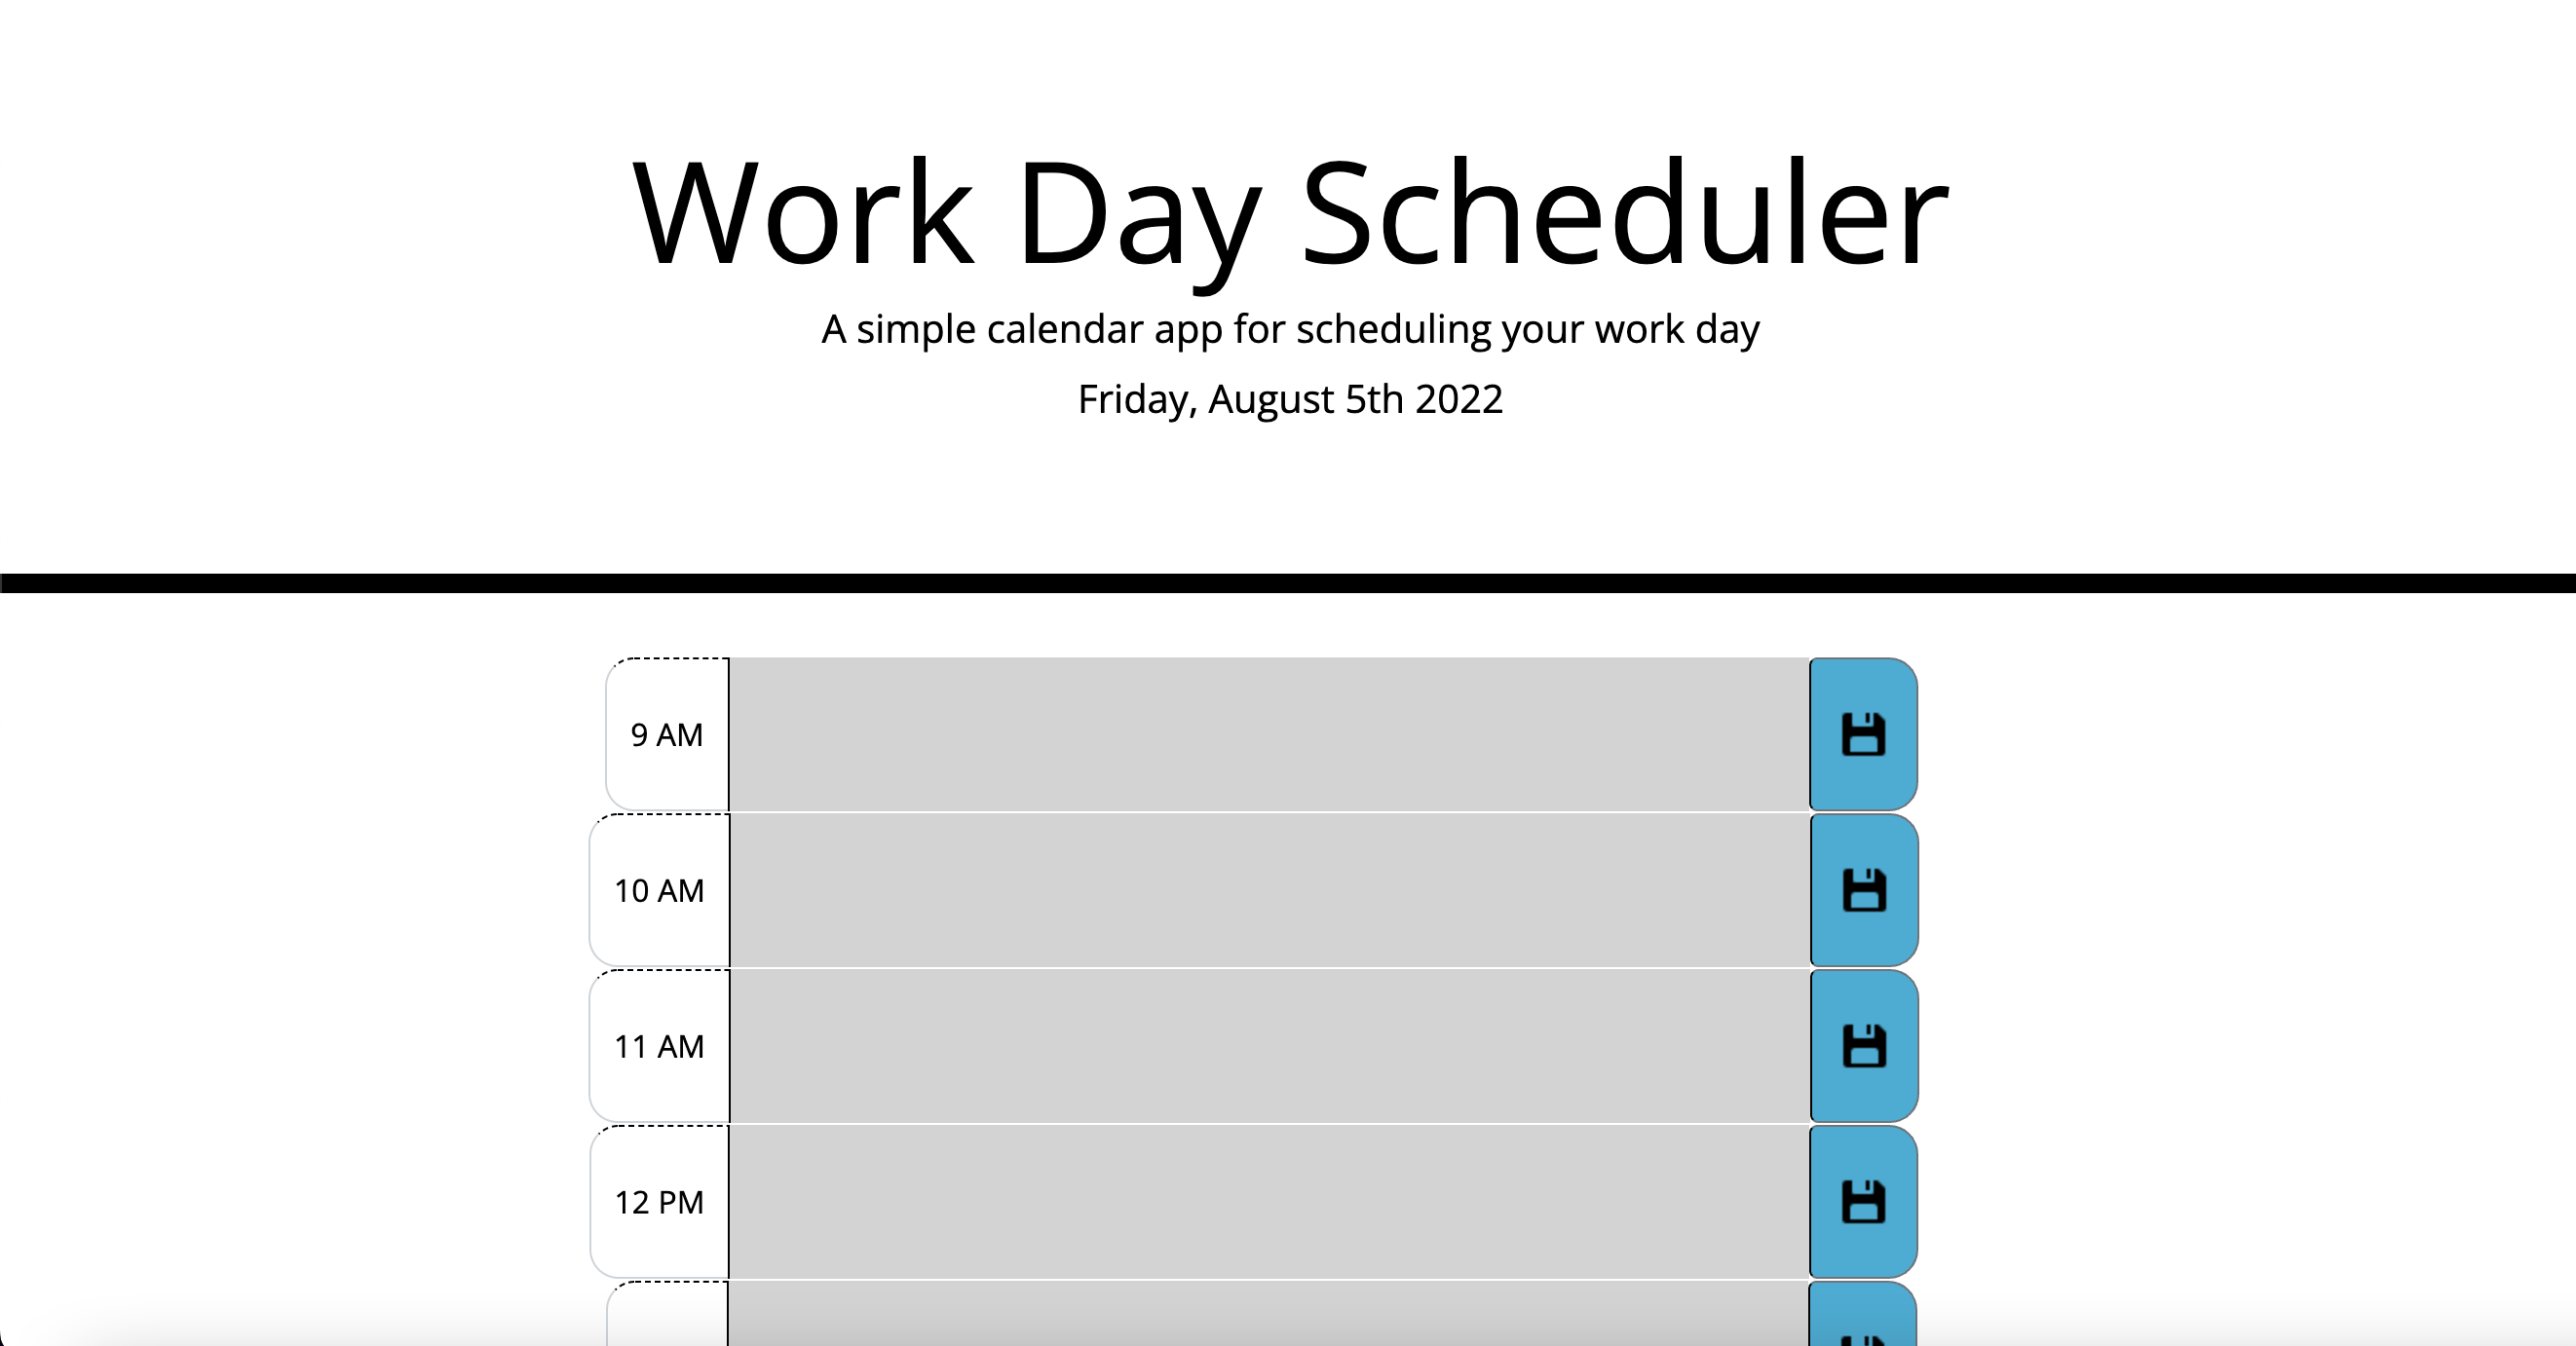 Work Day Scheduler
A simple calendar app for scheduling your work day
Friday, August 5th 2022
9 AM
10 AM
11 AM
12 PM